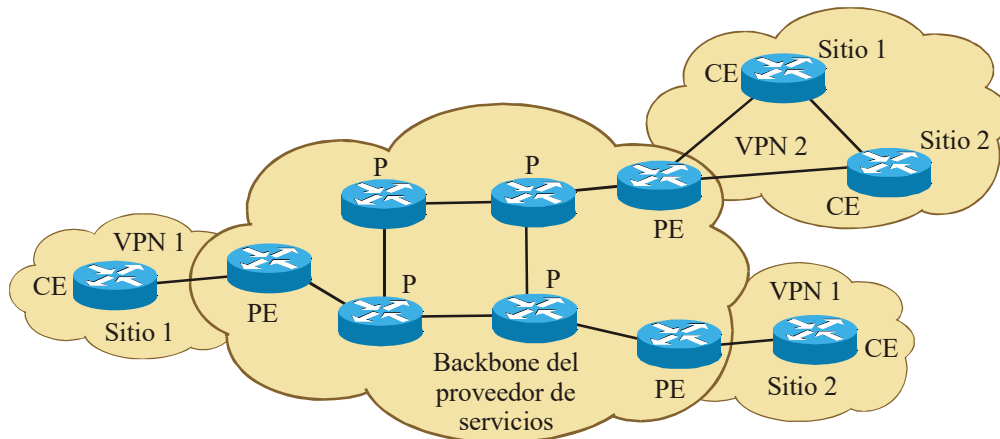 Sitio 1
CE
VPN 2
Sitio 2
CE
P
P
PE
VPN 1
CE
Sitio 1
PE
P
P
VPN 1
CE
Sitio 2
PE
Backbone del
proveedor de
servicios